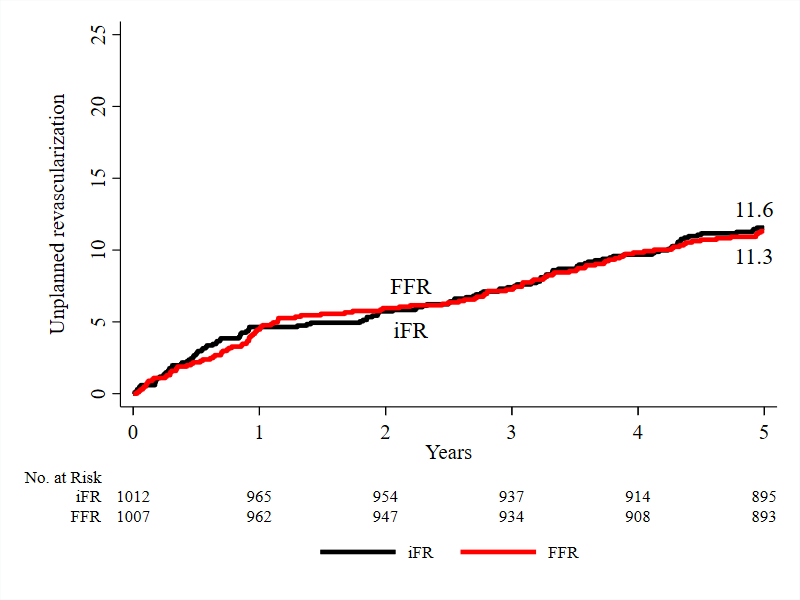 Unplanned revascularization
25
20
15
10
5
0
11.6
11.3
FFR
iFR
0 1 2 3 4 5
Years
No. at Risk
iFR 1012 965 954 937 914 895
FFR 1007 962 947 934 908 893
iFR FFR